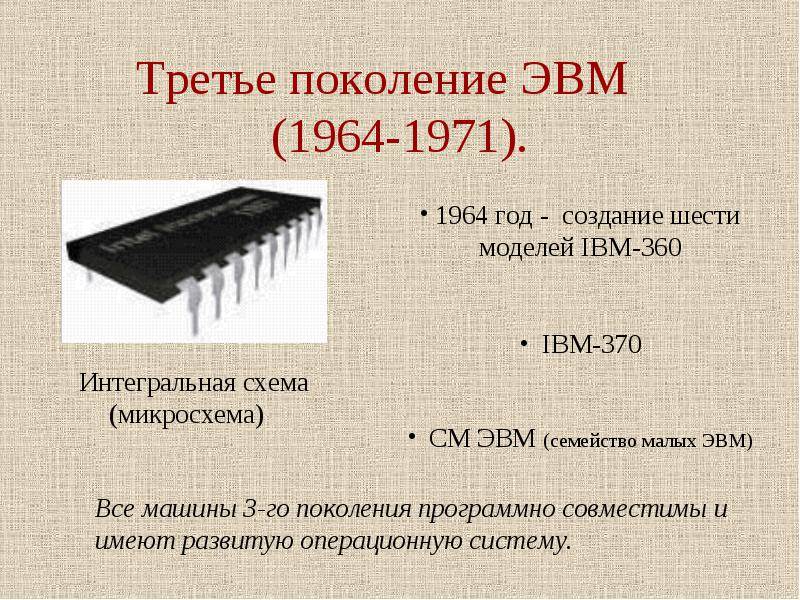 Третье поколение ЭВМ
(1964-1971).
• 1964 год - создание шести
моделей IBM-360
• IBM-370
Интегральная схема
(микросхема)
• СМ ЭВМ (семейство малых ЭВМ)
Все машины 3-го поколения программно совместимы и
имеют развитую операционную систему.